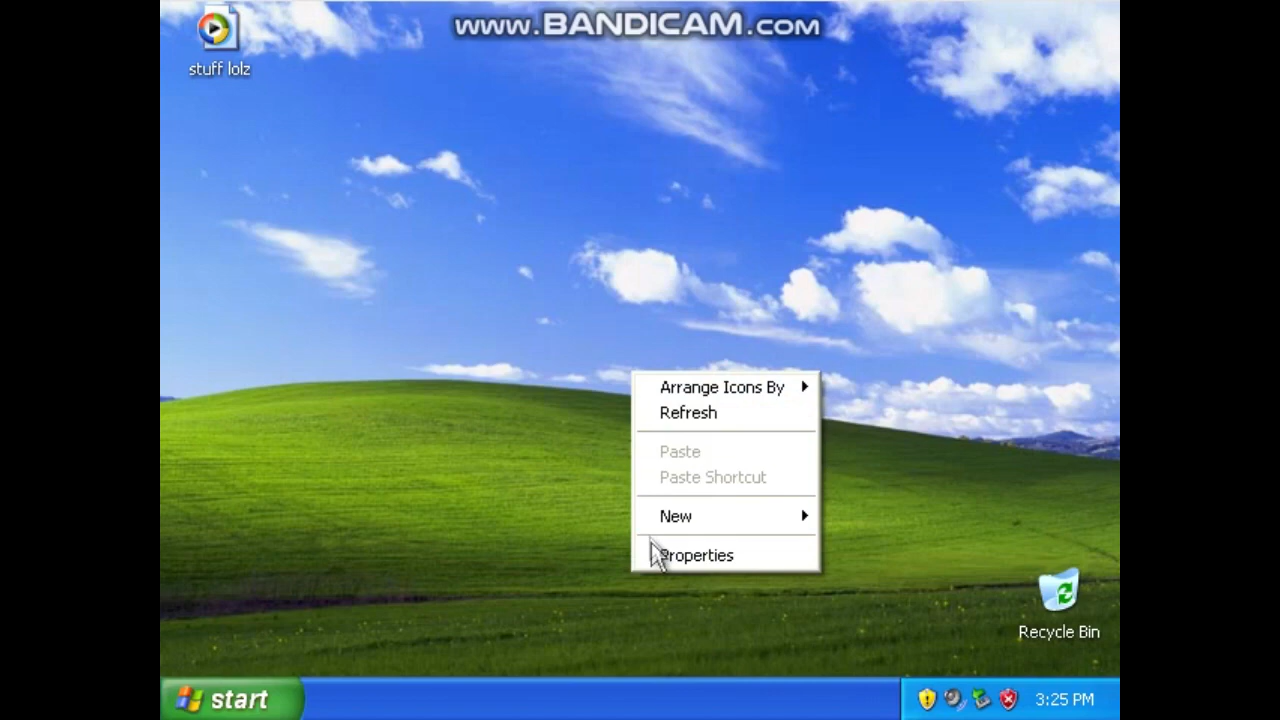 www.BANDICAM.com
stuff lolz
Arrange Icons By
Refresh
Paste
Paste Shortcut
New
Properties
Recycle Bin
start
3:25 PM